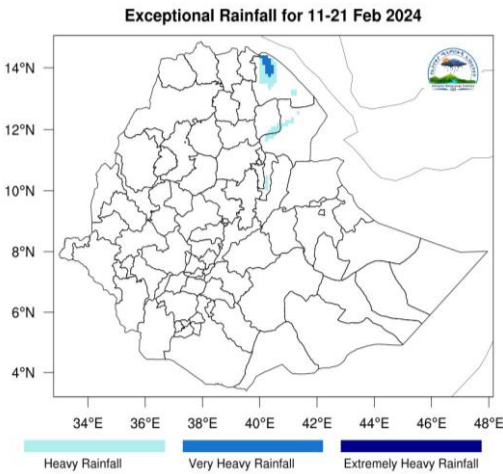 Exceptional Rainfall for 11-21 Feb 2024
14°N
12°N
10°N
8°N
6°N
4°N
34°E 36°E 38°E 40°E 42°E 44°E 46°E 48°E
Heavy Rainfall Very Heavy Rainfall Extremely Heavy Rainfall